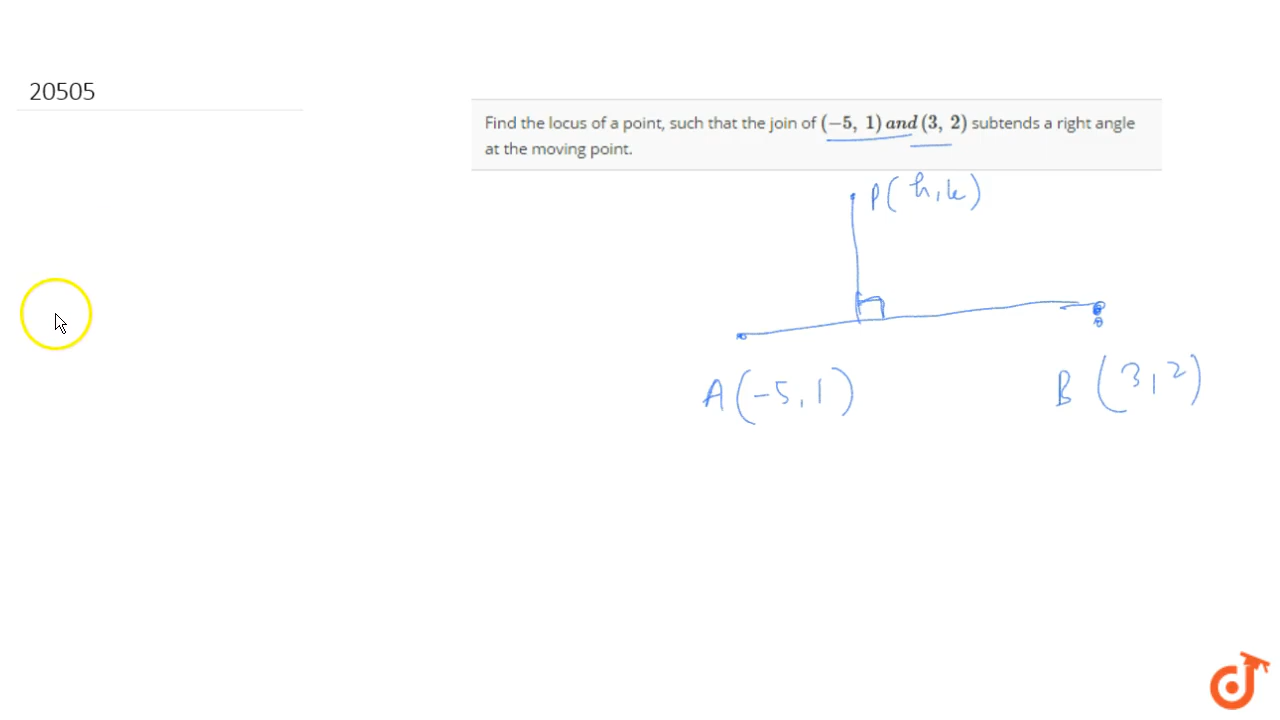 20505
Find the locus of a point, such that the join of (−5, 1) and (3, 2) subtends a right angle
at the moving point.
P(h,k)
A(-5,1)
B(3,2)